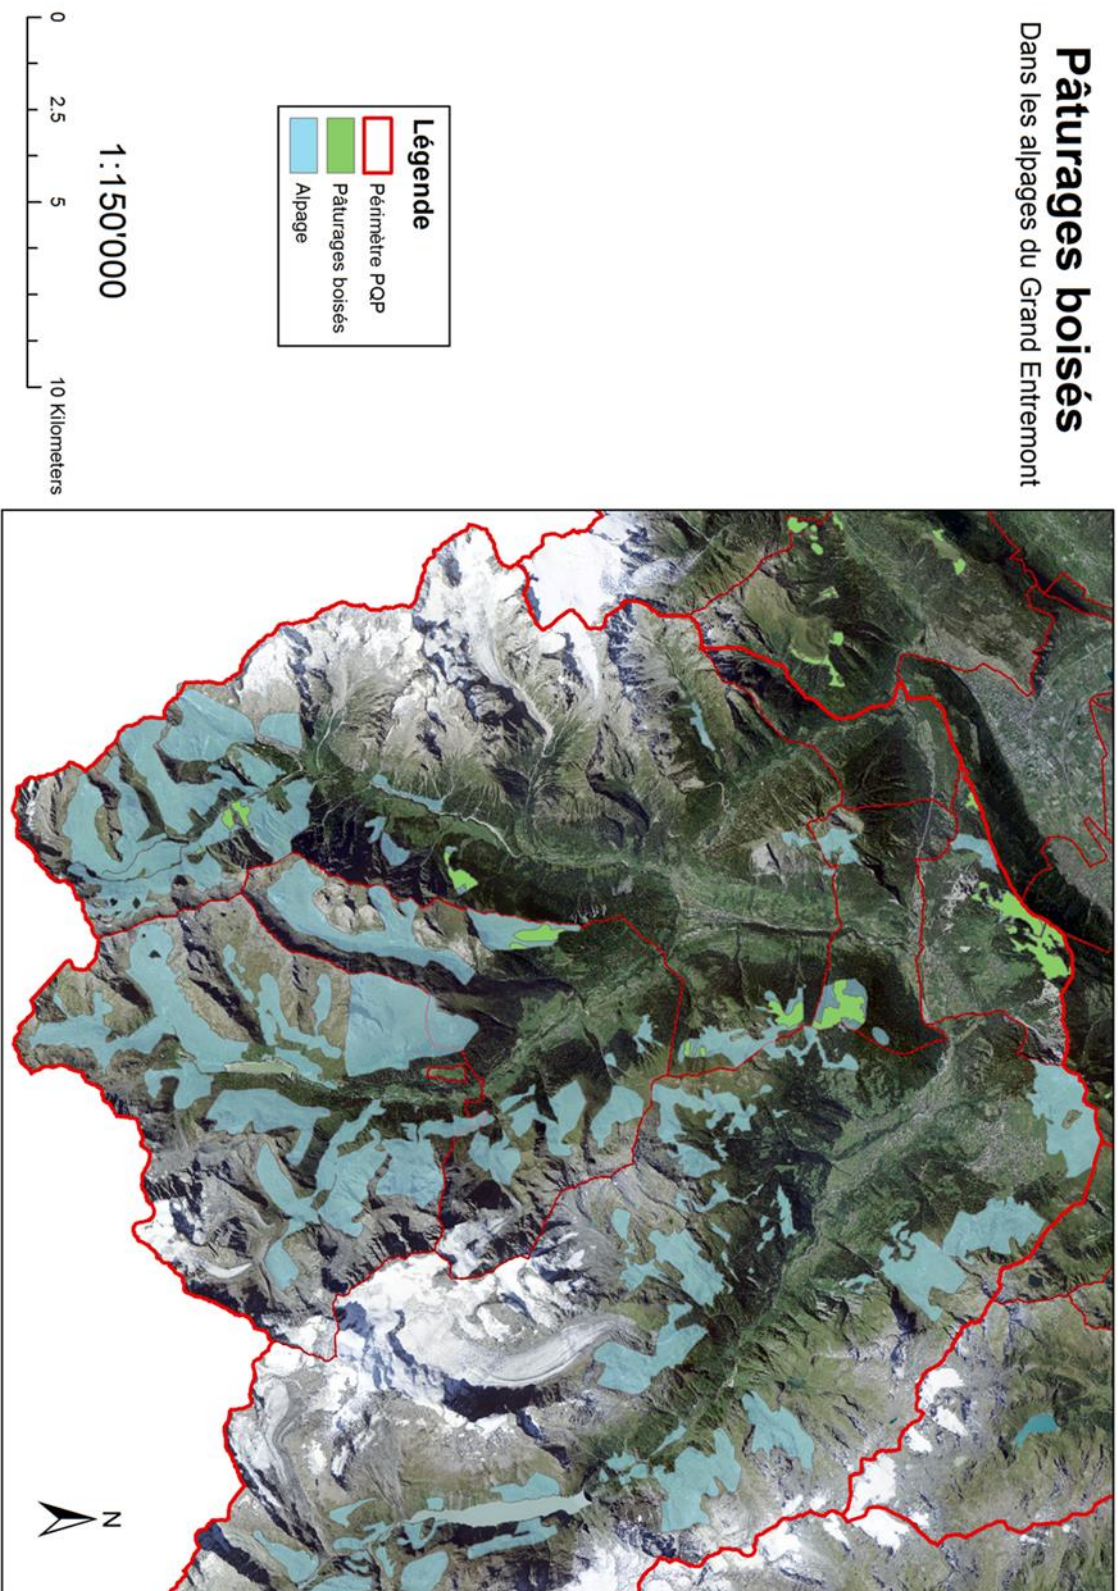 Pâturages boisés
Dans les alpages du Grand Entremont
Légende
Périmètre PQP
Pâturages boisés
Alpage
1:150'000
0 2.5 5 10 Kilometers
N